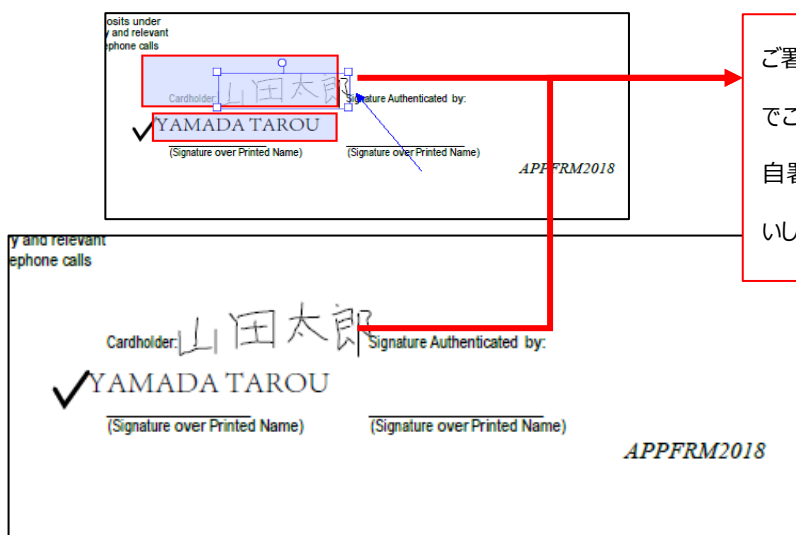 osits under
y and relevant
ephone calls
Cardholder: 山田太郎 Signature Authenticated by:
YAMADA TAROU
(Signature over Printed Name) (Signature over Printed Name)
APPFRM2018
ご署
でご
自署
いし
y and relevant
ephone calls
Cardholder: 山田太郎 Signature Authenticated by:
YAMADA TAROU
(Signature over Printed Name) (Signature over Printed Name)
APPFRM2018